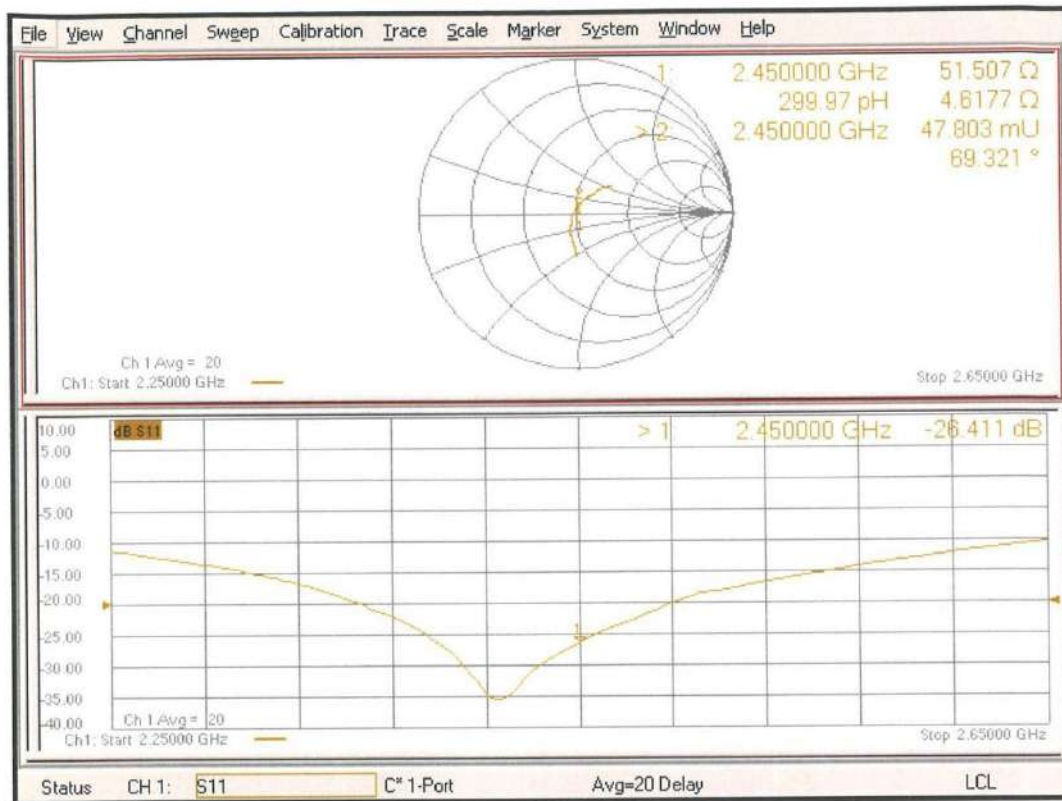 File View Channel Sweep Calibration Trace Scale Marker System Window Help
1: 2.450000 GHz 51.507 Ω
299.97 pH 4.6177 Ω
> 2 2.450000 GHz 47.803 mU
69.321 °
Ch 1 Avg = 20
Ch1: Start 2.25000 GHz Stop 2.65000 GHz
10.00 dB S11 > 1 2.450000 GHz -26.411 dB
5.00
0.00
-5.00
-10.00
-15.00
-20.00
-25.00
1
-30.00
-35.00
-40.00
Ch 1 Avg = 20
Ch1: Start 2.25000 GHz Stop 2.65000 GHz
Status CH 1: S11 C* 1-Port Avg=20 Delay LCL